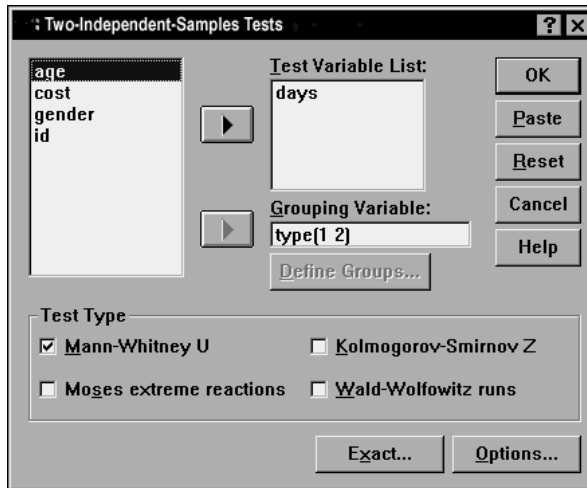 Two-Independent-Samples Tests
age
cost
gender
id
Test Variable List:
days
Grouping Variable:
type(1 2)
Define Groups...
OK
Paste
Reset
Cancel
Help
Test Type
Mann-Whitney U
Kolmogorov-Smirnov Z
Moses extreme reactions
Wald-Wolfowitz runs
Exact...
Options...